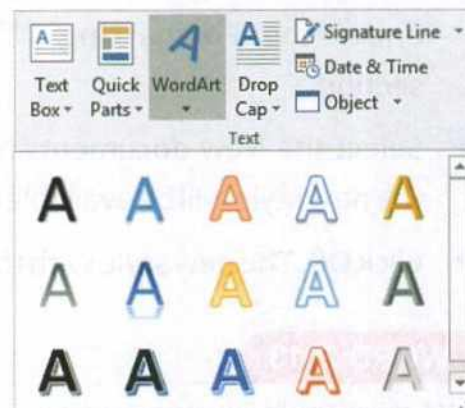 Signature Line
Date & Time
Object
Text Box
Quick Parts
WordArt
Drop Cap
Text
A A A A A
A A A A A
A A A A A